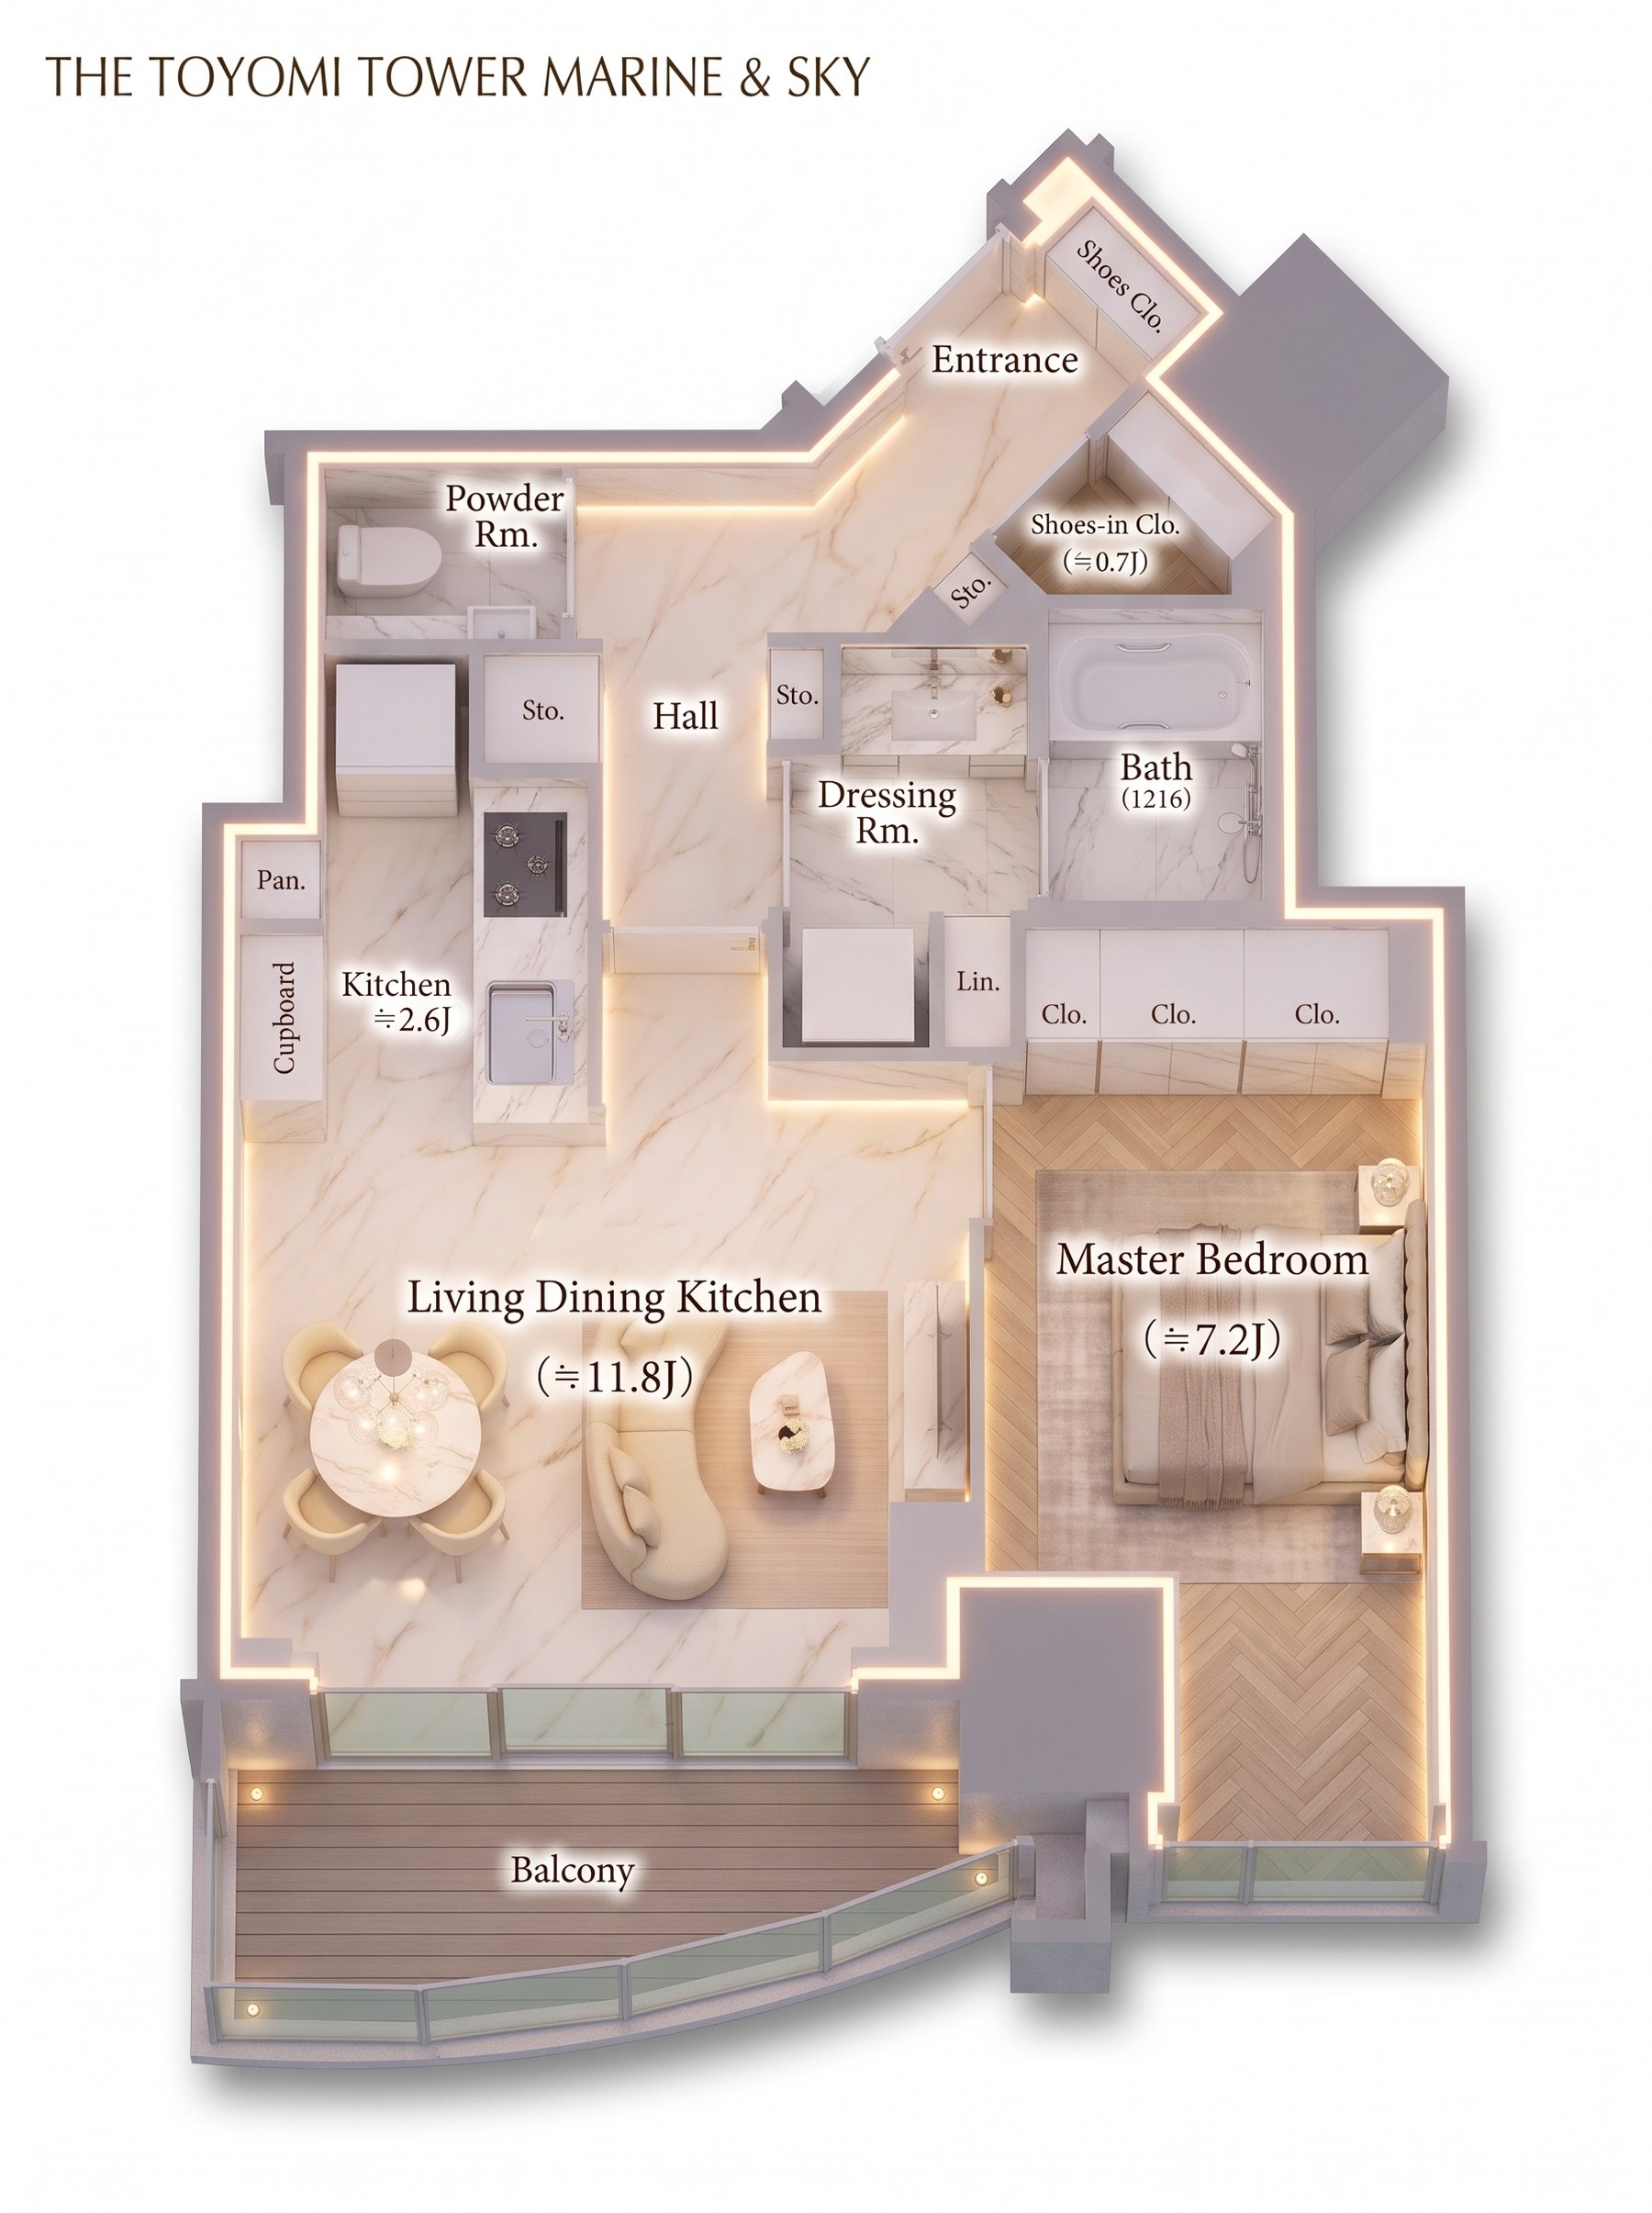 THE TOYOMI TOWER MARINE & SKY
Shoes Clo.
Entrance
Powder
Rm.
Shoes-in Clo.
(≒0.7J)
Sto.
Sto.
Hall
Sto.
Dressing
Rm.
Bath
(1216)
Pan.
Cupboard
Kitchen
≒2.6J
Lin.
Clo.
Clo.
Clo.
Living Dining Kitchen
(≒11.8J)
Master Bedroom
(≒7.2J)
Balcony